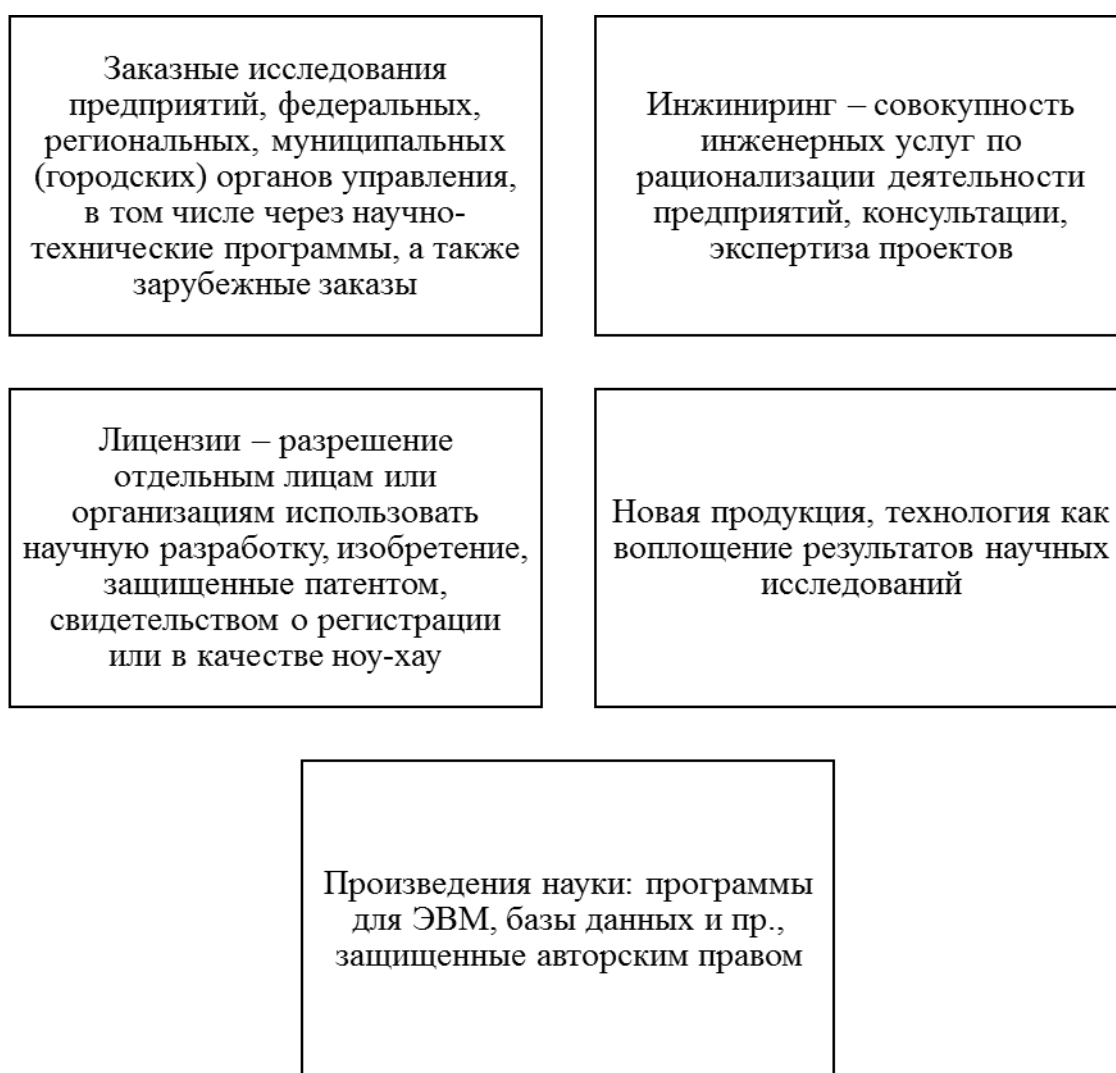 Заказные исследования
предприятий, федеральных,
региональных, муниципальных
(городских) органов управления,
в том числе через научно-
технические программы, а также
зарубежные заказы
Инжиниринг – совокупность
инженерных услуг по
рационализации деятельности
предприятий, консультации,
экспертиза проектов
Лицензии – разрешение
отдельным лицам или
организациям использовать
научную разработку, изобретение,
защищенные патентом,
свидетельством о регистрации
или в качестве ноу-хау
Новая продукция, технология как
воплощение результатов научных
исследований
Произведения науки: программы
для ЭВМ, базы данных и пр.,
защищенные авторским правом